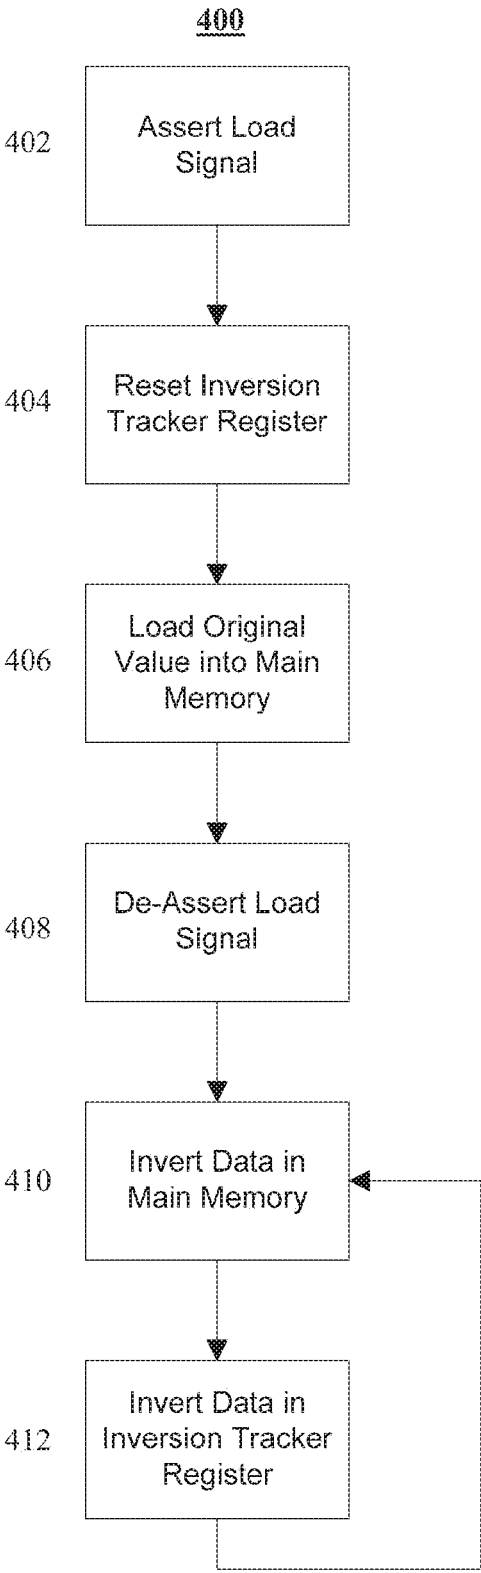 400
402
Assert Load
Signal
404
Reset Inversion
Tracker Register
406
Load Original
Value into Main
Memory
408
De-Assert Load
Signal
410
Invert Data in
Main Memory
412
Invert Data in
Inversion Tracker
Register